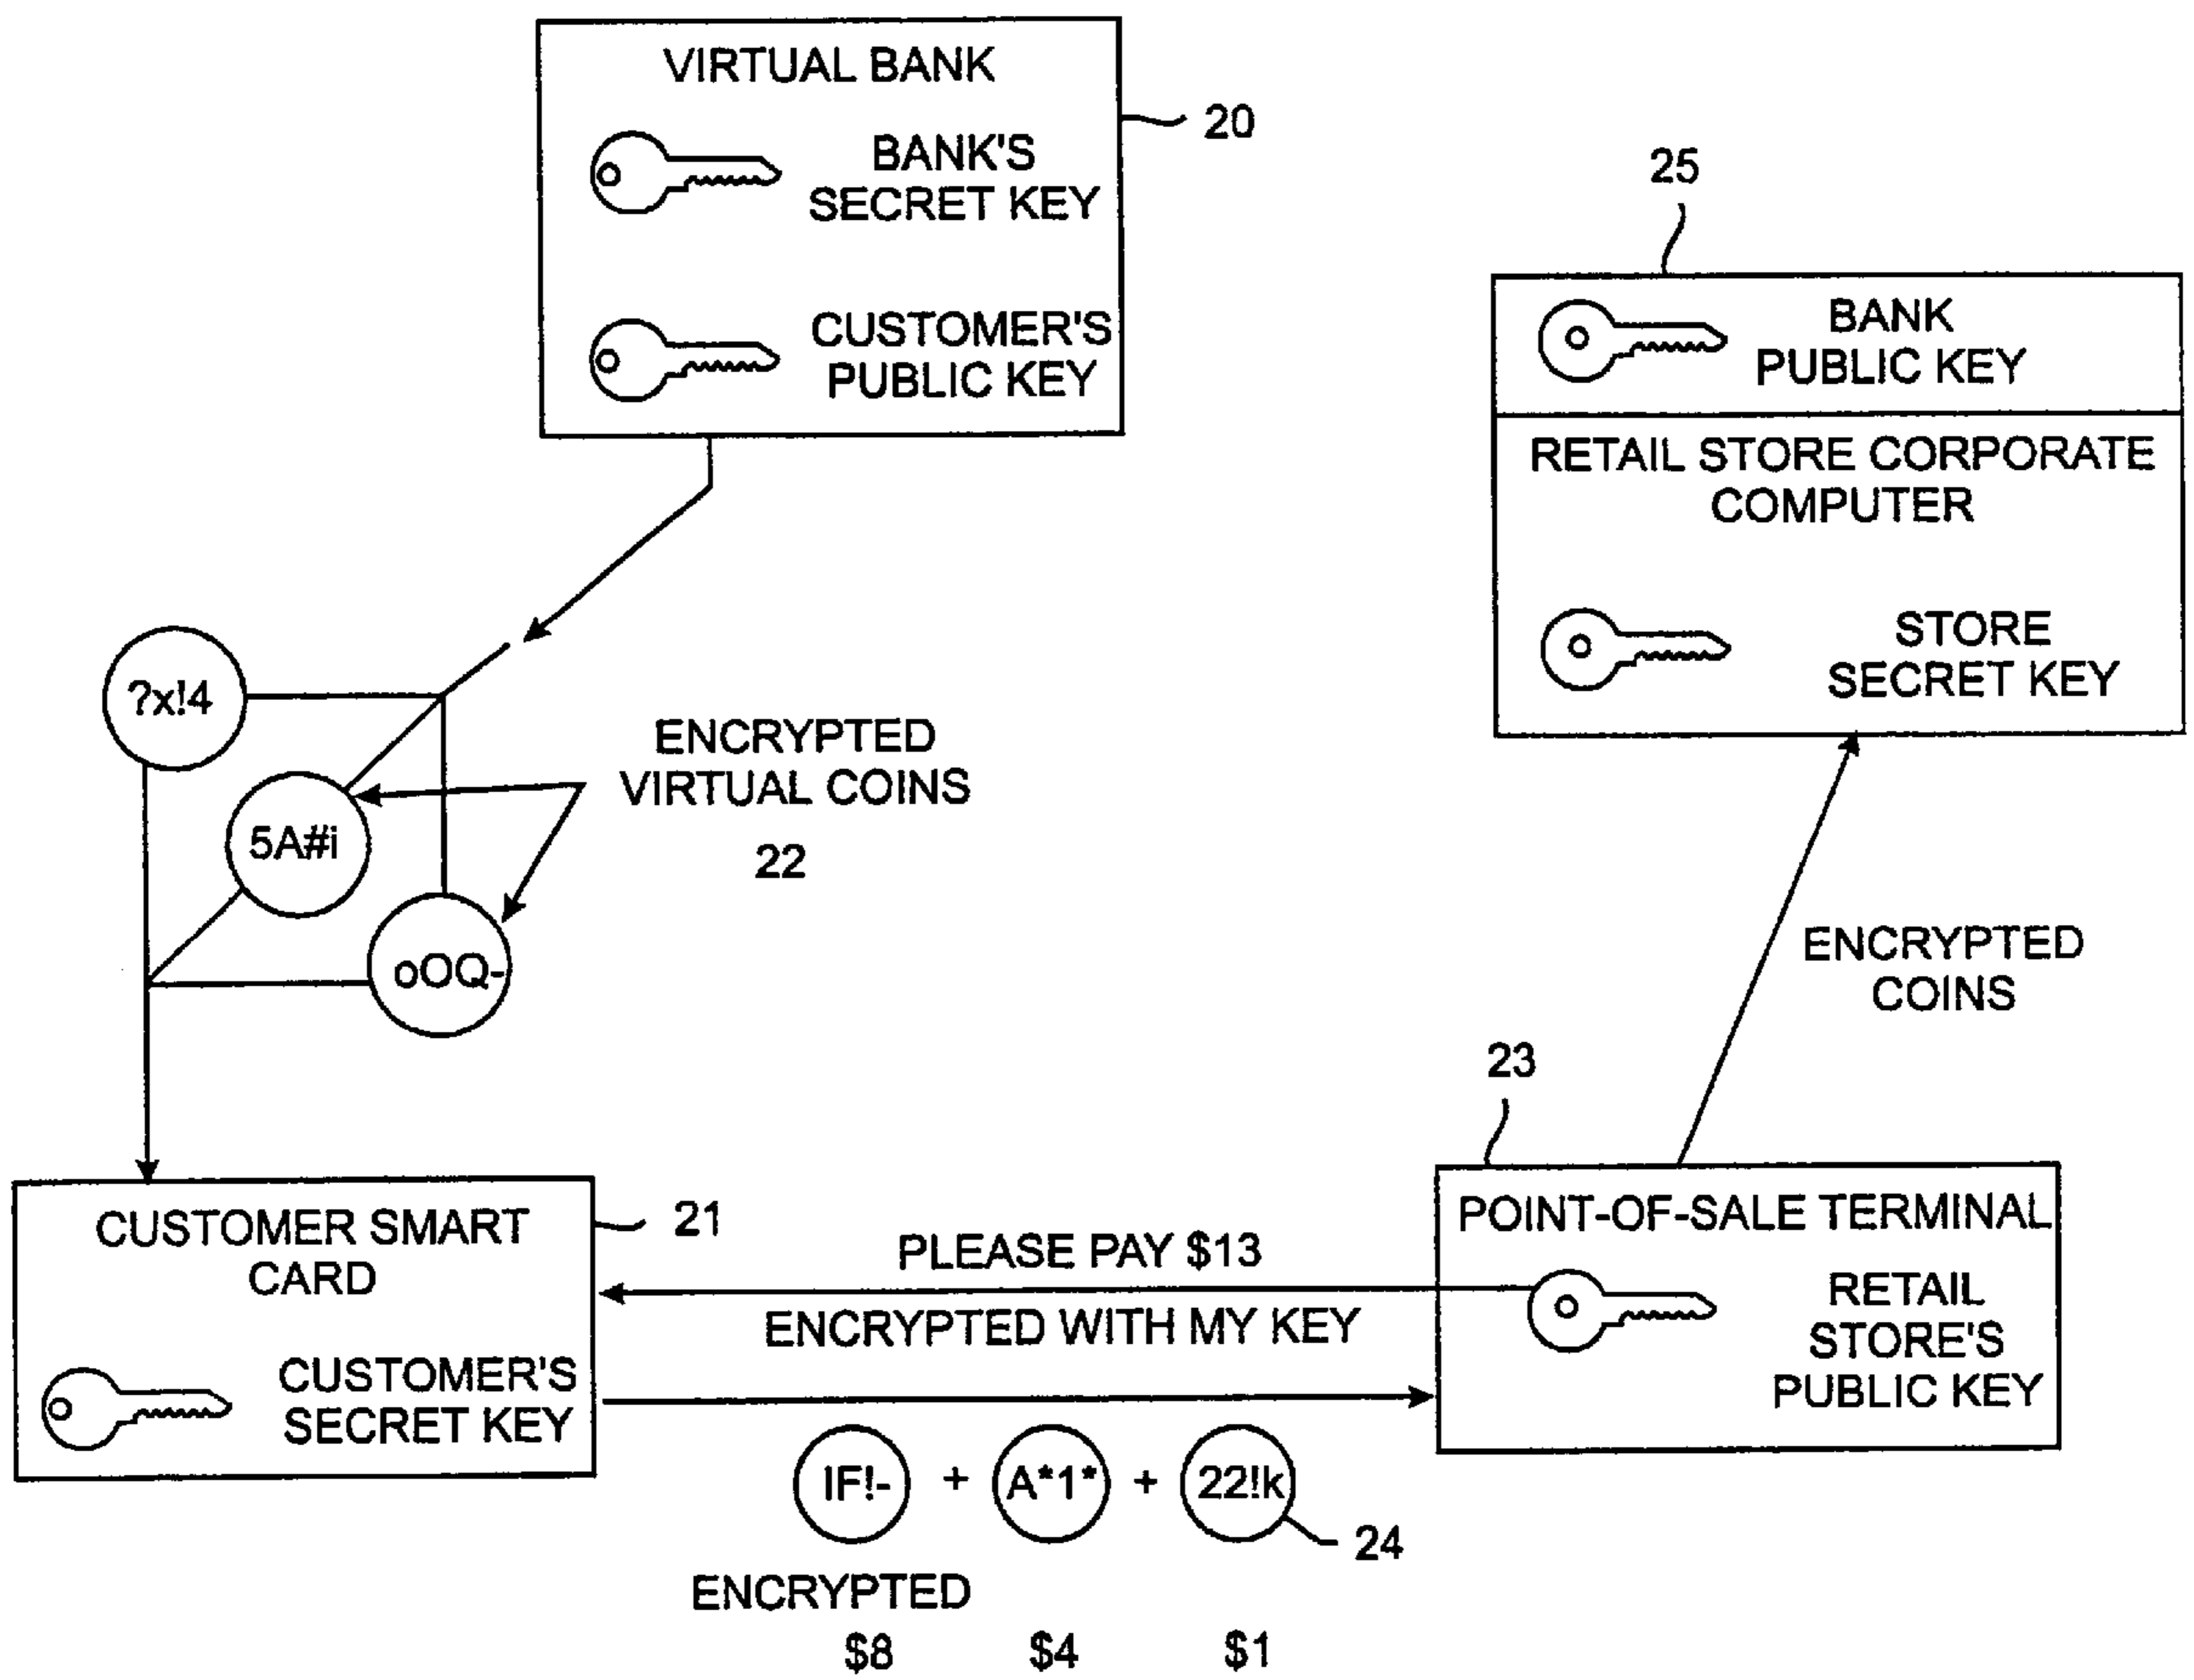 VIRTUAL BANK
BANK'S
SECRET KEY
20
CUSTOMER'S
PUBLIC KEY
25
BANK
PUBLIC KEY
RETAIL STORE CORPORATE
COMPUTER
STORE
SECRET KEY
?x!4
5A#i
oOQ-
ENCRYPTED
VIRTUAL COINS
22
ENCRYPTED
COINS
23
CUSTOMER SMART
CARD
21
CUSTOMER'S
SECRET KEY
PLEASE PAY $13
ENCRYPTED WITH MY KEY
POINT-OF-SALE TERMINAL
RETAIL
STORE'S
PUBLIC KEY
IF!- + A*1* + 22!k
24
ENCRYPTED
$8 $4 $1